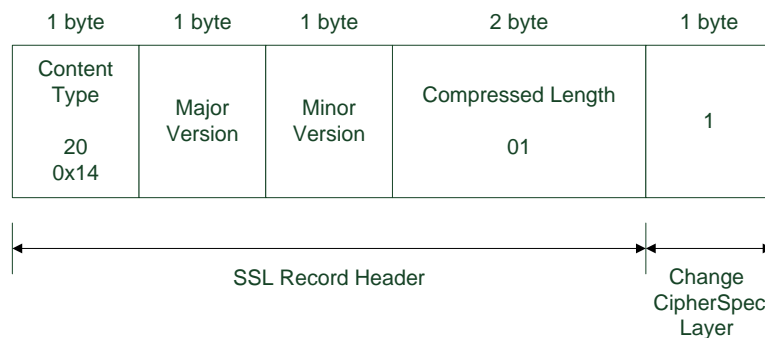 1 byte 1 byte 1 byte 2 byte 1 byte
Content
Type
20
0x14
Major
Version
Minor
Version
Compressed Length
01
1
SSL Record Header
Change
CipherSpec
Layer